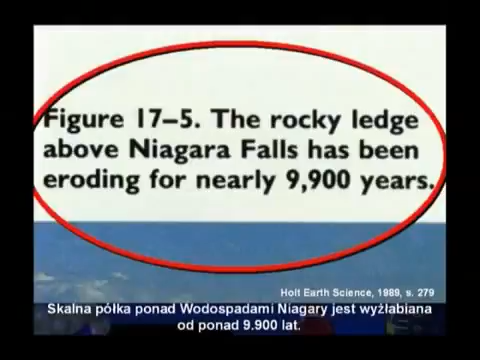 Figure 17–5. The rocky ledge
above Niagara Falls has been
eroding for nearly 9,900 years.
Holt Earth Science, 1989, s. 279
Skalna półka ponad Wodospadami Niagary jest wyżłabiana
od ponad 9.900 lat.